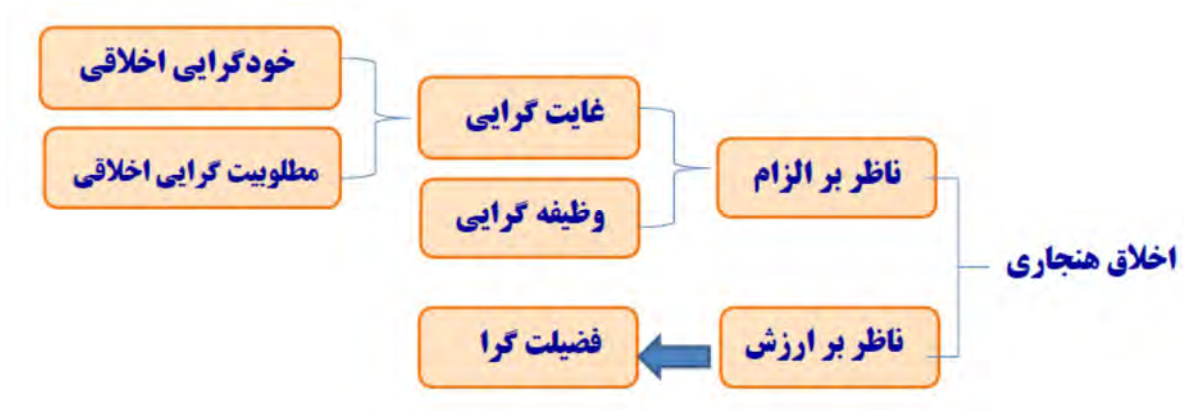 اخلاق هنجاری
ناظر بر الزام
غایت گرایی
خودگرایی اخلاقی
مطلوبیت گرایی اخلاقی
وظیفه گرایی
ناظر بر ارزش
فضیلت گرا